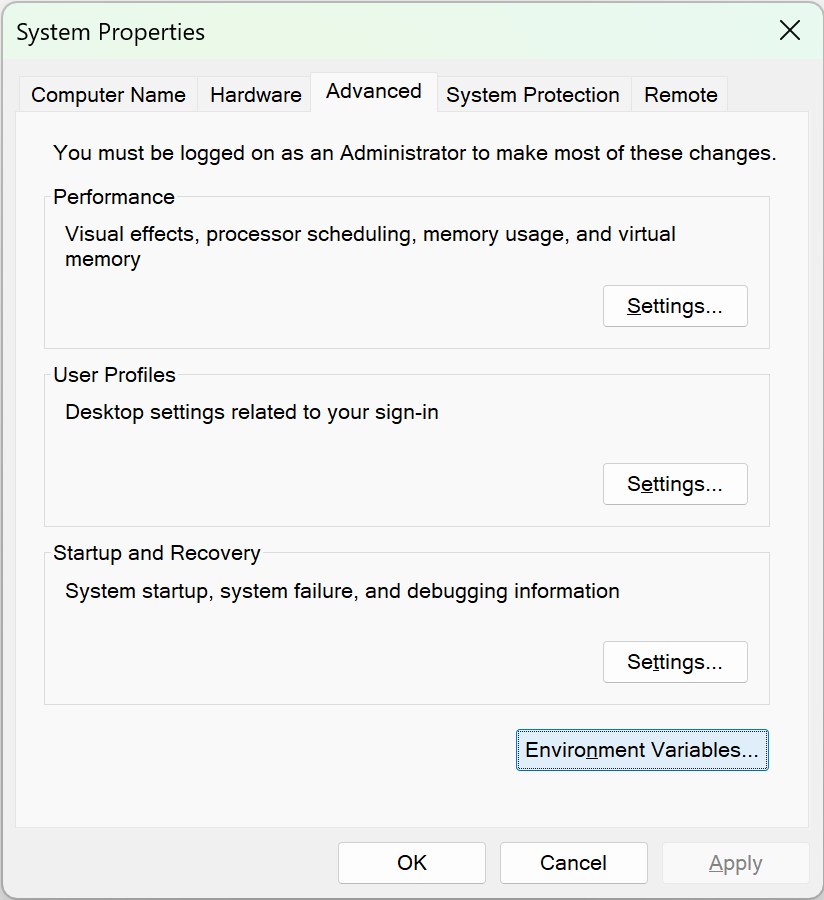 System Properties
Computer Name
Hardware
Advanced
System Protection
Remote
You must be logged on as an Administrator to make most of these changes.
Performance
Visual effects, processor scheduling, memory usage, and virtual
memory
Settings...
User Profiles
Desktop settings related to your sign-in
Settings...
Startup and Recovery
System startup, system failure, and debugging information
Settings...
Environment Variables...
OK
Cancel
Apply